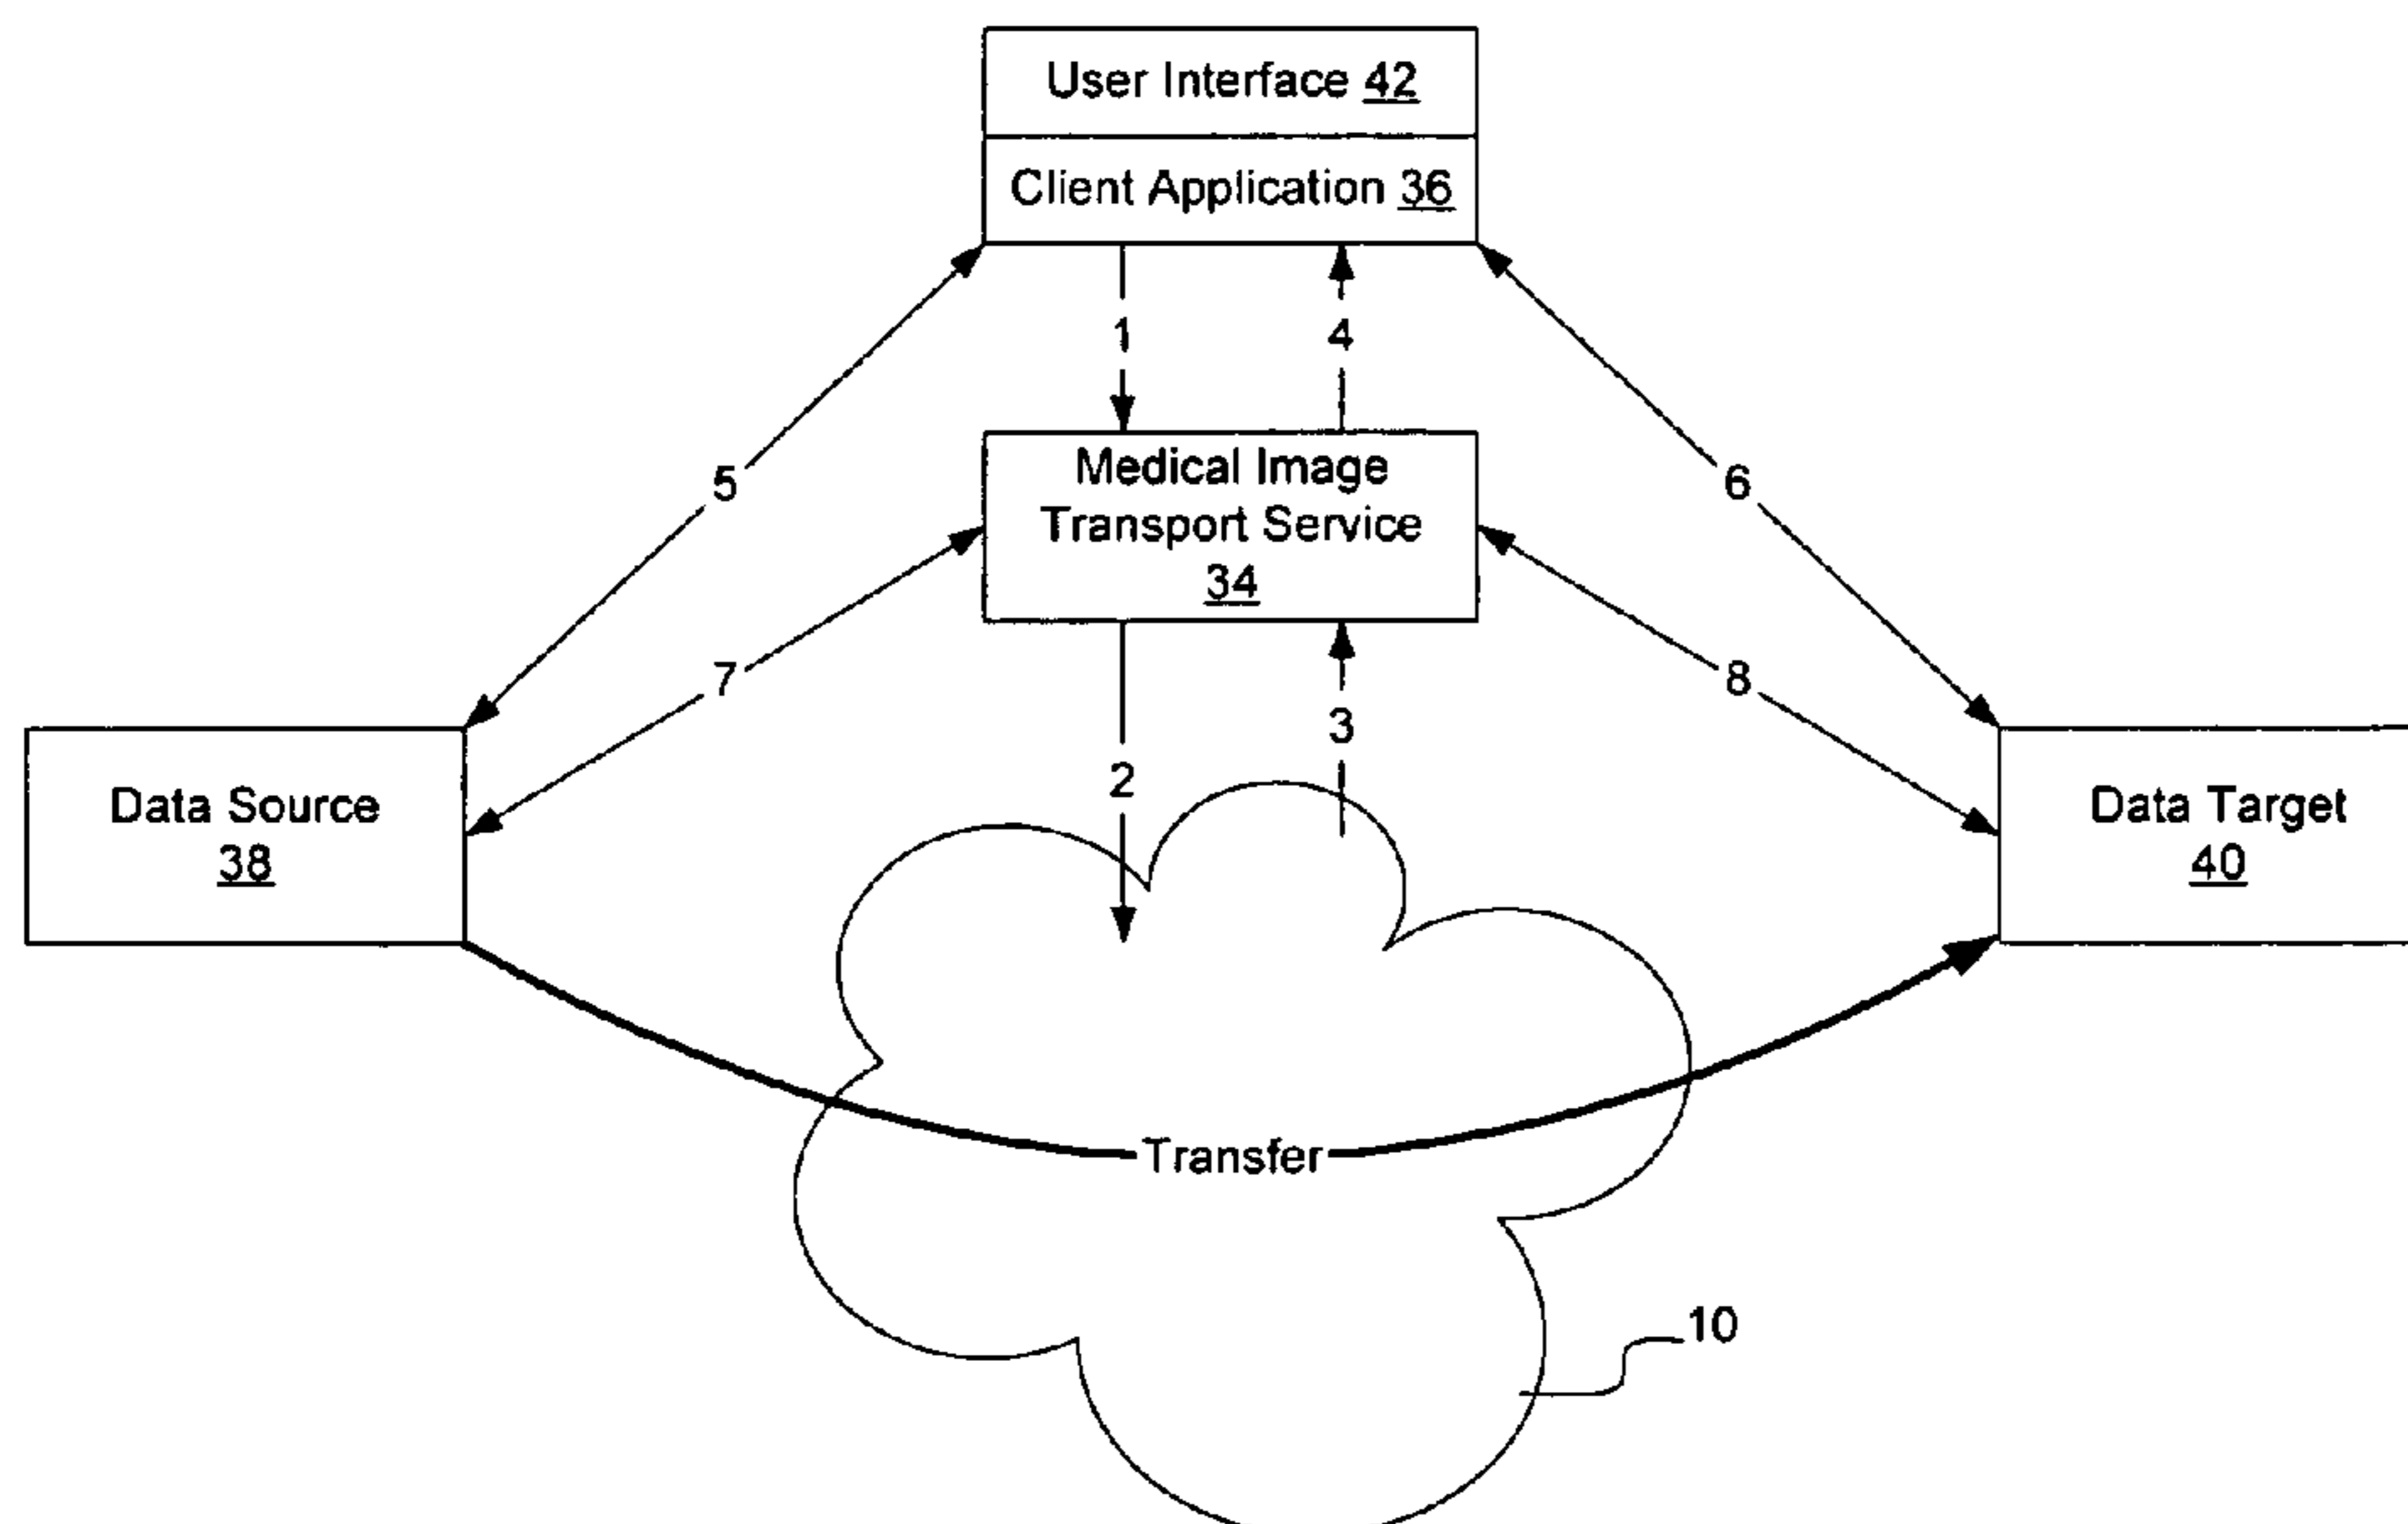 User Interface 42
Client Application 36
1
4
5
Medical Image
Transport Service
34
6
7
8
3
2
Data Source
38
Data Target
40
Transfer
10